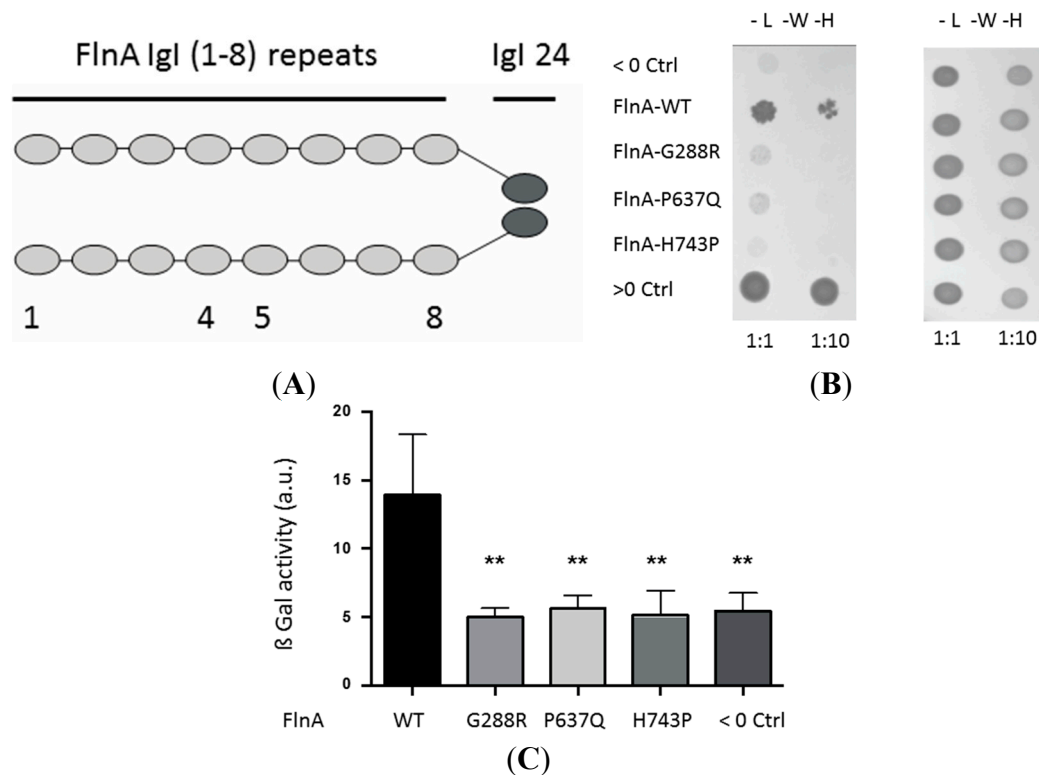 FlnA IgI (1-8) repeats
IgI 24
1 4 5 8
(A)
- L -W -H
- L -W -H
< 0 Ctrl
FlnA-WT
FlnA-G288R
FlnA-P637Q
FlnA-H743P
>0 Ctrl
1:1 1:10
1:1 1:10
(B)
20
15
10
5
0
ß Gal activity (a.u.)
** ** ** **
FlnA WT G288R P637Q H743P < 0 Ctrl
(C)